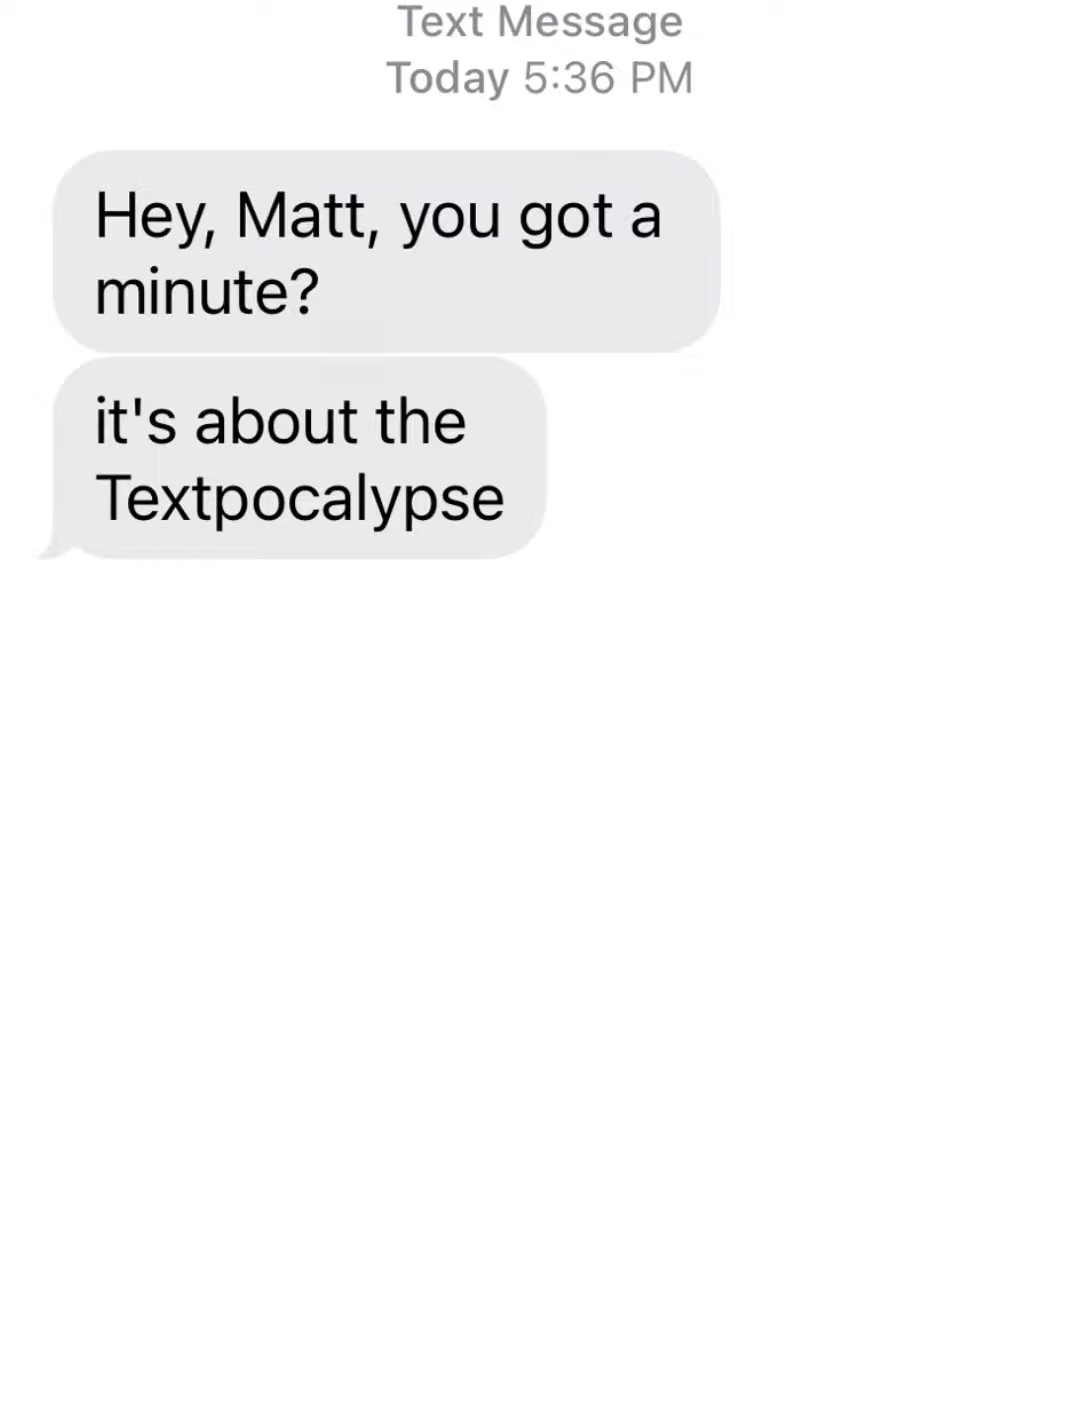 Text Message
Today 5:36 PM
Hey, Matt, you got a
minute?
it's about the
Textpocalypse